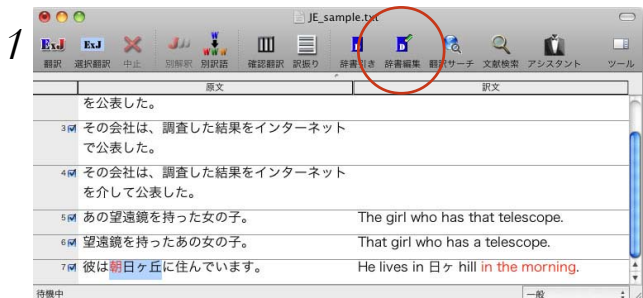 1
JE_sample.txt
翻訳 選択翻訳 中止 別解釈 別訳語 確認翻訳 訳振り 辞書引き 辞書編集 翻訳サーチ 文献検索 アシスタント ツール
原文 訳文
を公表した。
3 その会社は、調査した結果をインターネット
で公表した。
4 その会社は、調査した結果をインターネット
を介して公表した。
5 あの望遠鏡を持った女の子。 The girl who has that telescope.
6 望遠鏡を持ったあの女の子。 That girl who has a telescope.
7 彼は朝日ヶ丘に住んでいます。 He lives in 日ヶ hill in the morning.
待機中 一般